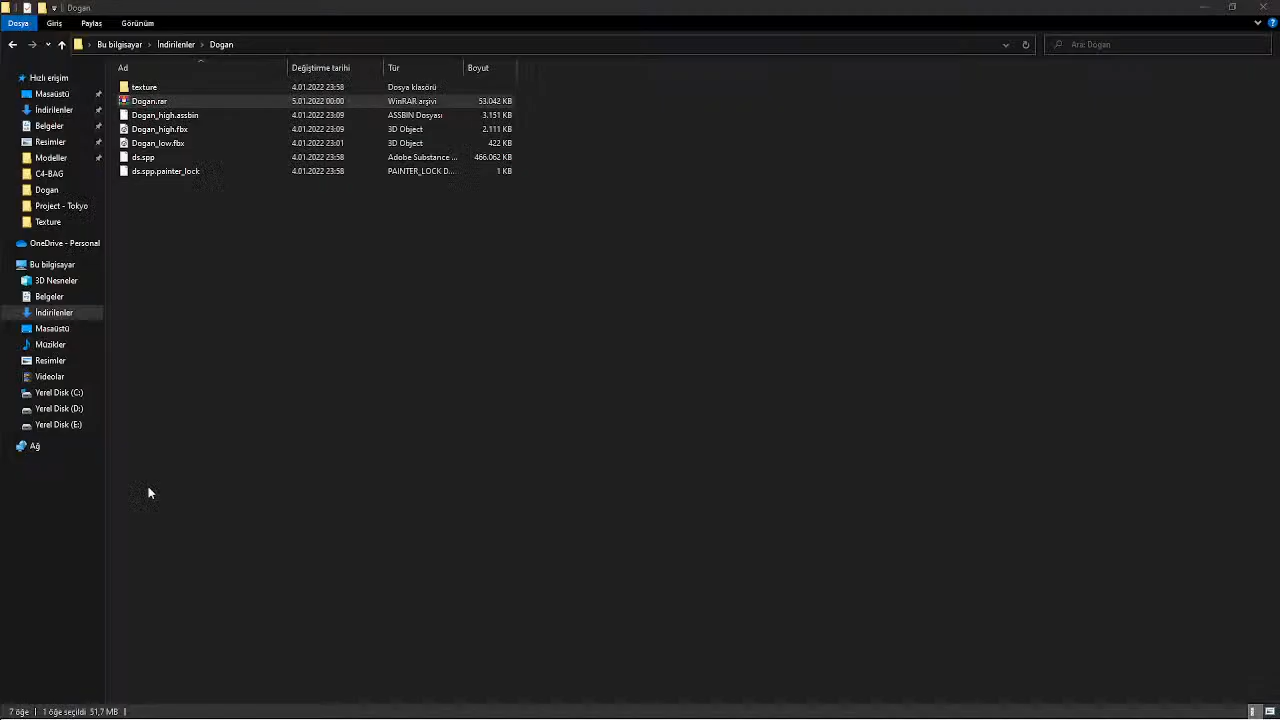 Dogan
Dosya Giriş Paylaş Görünüm
Bu bilgisayar › İndirilenler › Dogan
Ara: Dogan
Ad Değiştirme tarihi Tür Boyut
texture 4.01.2022 23:58 Dosya klasörü
Dogan.rar 5.01.2022 00:00 WinRAR arşivi 53.042 KB
Dogan_high.assbin 4.01.2022 23:09 ASSBIN Dosyası 3.151 KB
Dogan_high.fbx 4.01.2022 23:09 3D Object 2.111 KB
Dogan_low.fbx 4.01.2022 23:01 3D Object 422 KB
ds.spp 4.01.2022 23:58 Adobe Substance ... 466.062 KB
ds.spp.painter_lock 4.01.2022 23:58 PAINTER_LOCK D... 1 KB
Hızlı erişim
Masaüstü
İndirilenler
Belgeler
Resimler
Modeller
C4-BAG
Dogan
Project - Tokyo
Texture
OneDrive - Personal
Bu bilgisayar
3D Nesneler
Belgeler
İndirilenler
Masaüstü
Müzikler
Resimler
Videolar
Yerel Disk (C:)
Yerel Disk (D:)
Yerel Disk (E:)
Ağ
7 öğe 1 öğe seçildi 51,7 MB